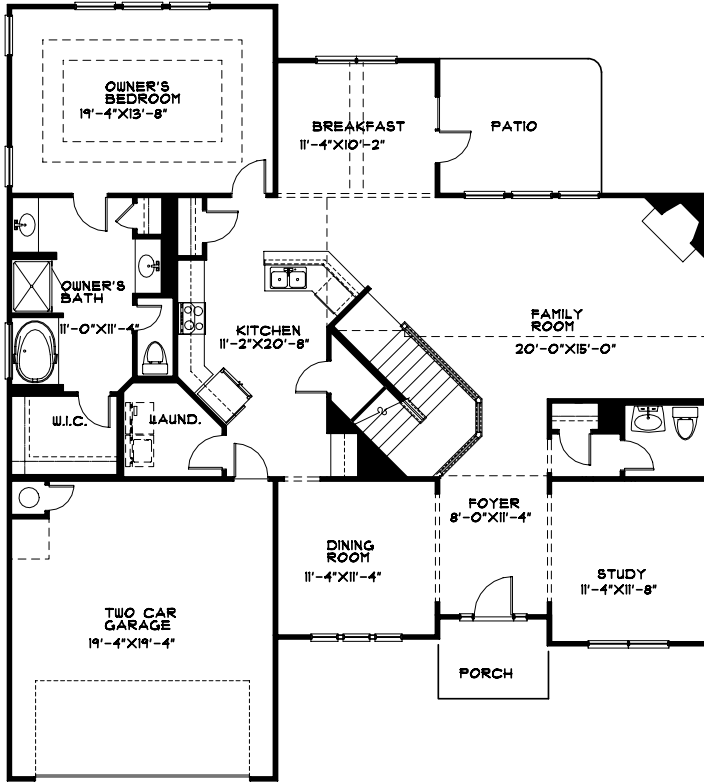 OWNER'S
BEDROOM
19'-4"X13'-8"
BREAKFAST
11'-4"X10'-2"
PATIO
OWNER'S
BATH
11'-0"X11'-4"
KITCHEN
11'-2"X20'-8"
FAMILY
ROOM
20'-0"X15'-0"
W.I.C.
LAUND.
FOYER
8'-0"X11'-4"
DINING
ROOM
11'-4"X11'-4"
STUDY
11'-4"X11'-8"
TWO CAR
GARAGE
19'-4"X19'-4"
PORCH